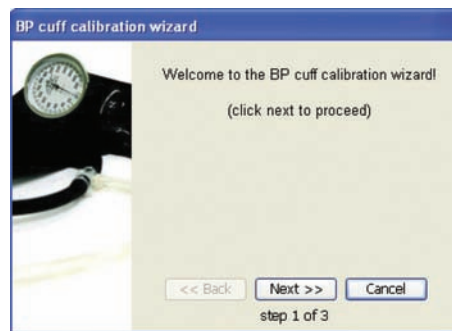 BP cuff calibration wizard
Welcome to the BP cuff calibration wizard!
(click next to proceed)
<< Back Next >> Cancel
step 1 of 3